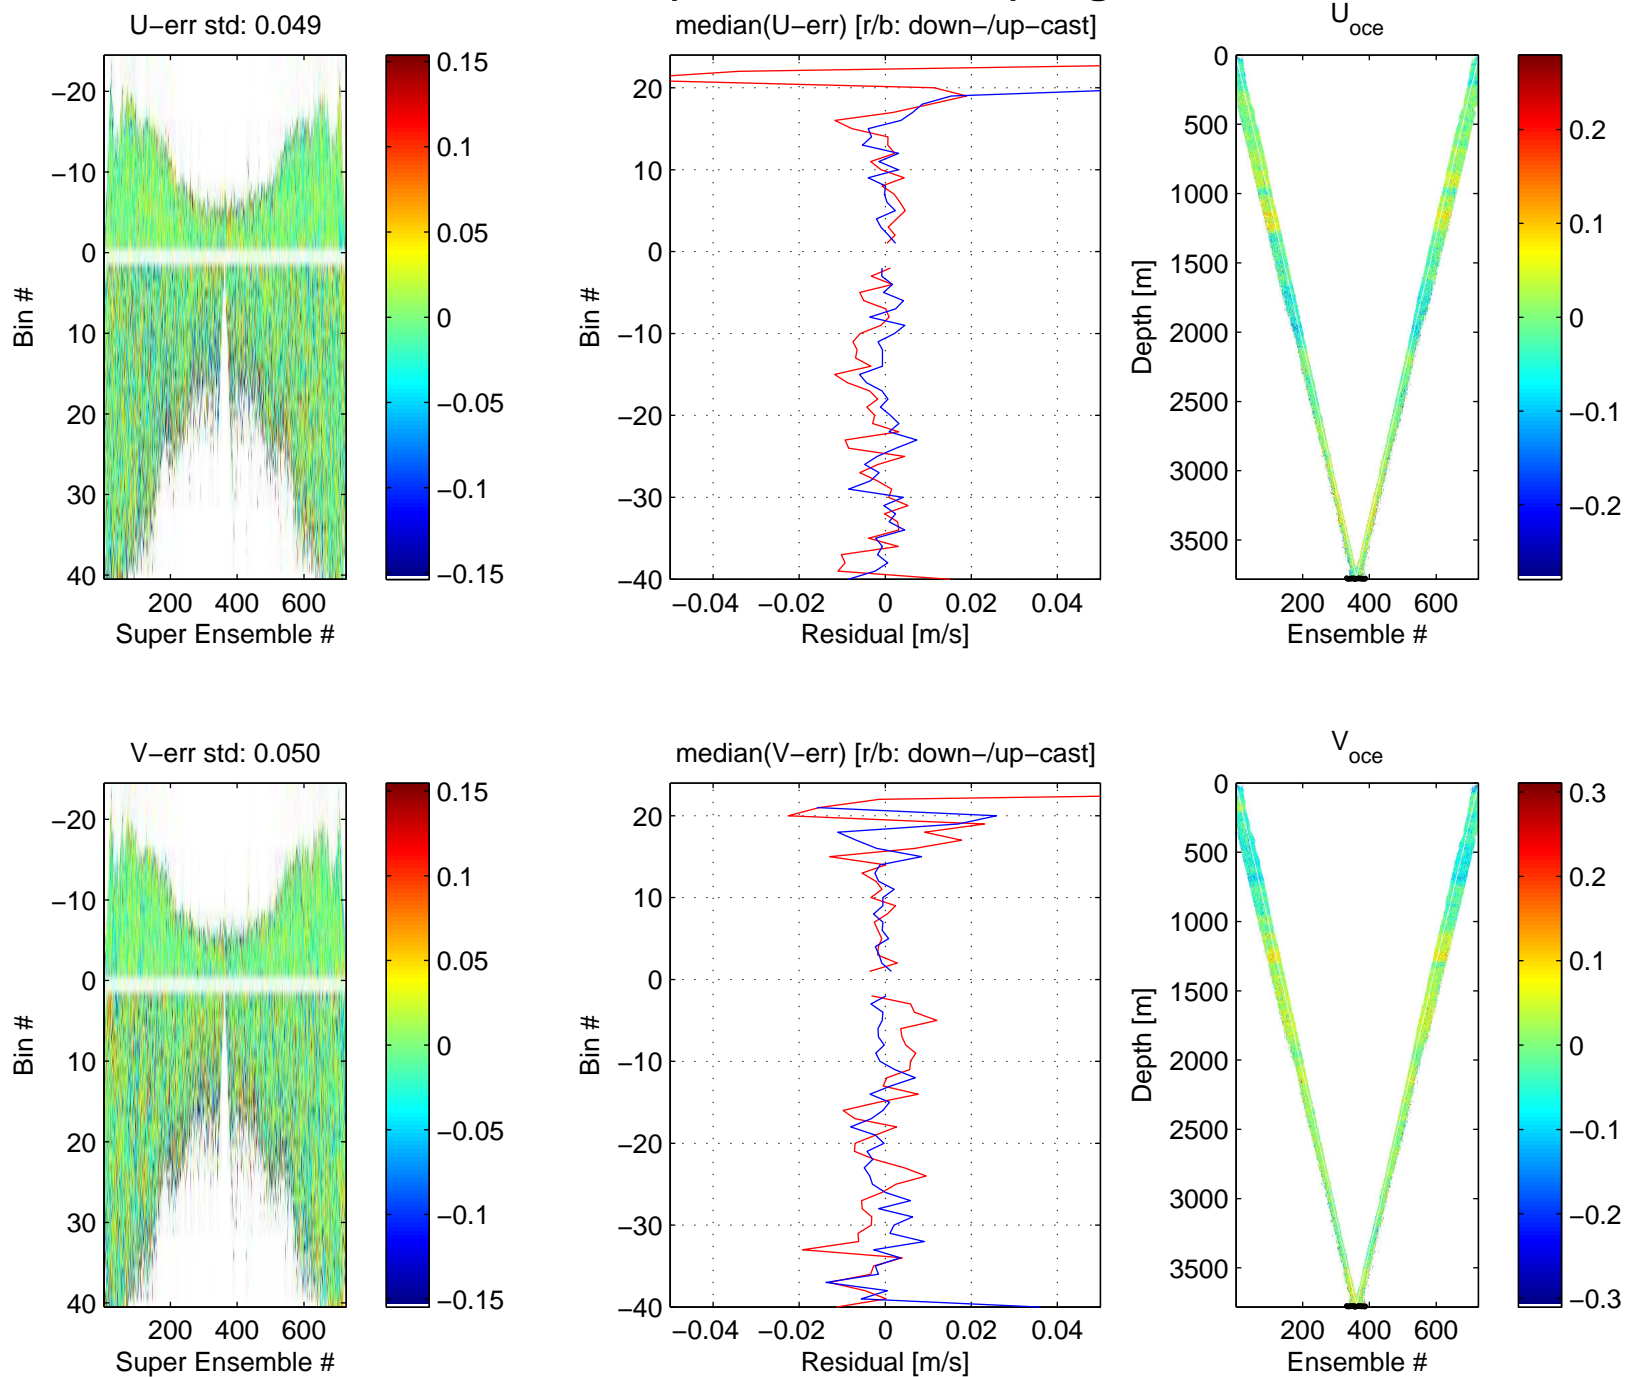 U−err std: 0.049
median(U−err) [r/b: down−/up−cast]
U oce
−20
−10
0
10
20
30
40
Bin #
200 400 600
Super Ensemble #
0.15
0.1
0.05
0
−0.05
−0.1
−0.15
20
10
0
−10
−20
−30
−40
Bin #
−0.04 −0.02 0 0.02 0.04
Residual [m/s]
0
500
1000
1500
2000
2500
3000
3500
Depth [m]
200 400 600
Ensemble #
0.2
0.1
0
−0.1
−0.2
V−err std: 0.050
median(V−err) [r/b: down−/up−cast]
V oce
−20
−10
0
10
20
30
40
Bin #
200 400 600
Super Ensemble #
0.15
0.1
0.05
0
−0.05
−0.1
−0.15
20
10
0
−10
−20
−30
−40
Bin #
−0.04 −0.02 0 0.02 0.04
Residual [m/s]
0
500
1000
1500
2000
2500
3000
3500
Depth [m]
200 400 600
Ensemble #
0.3
0.2
0.1
0
−0.1
−0.2
−0.3